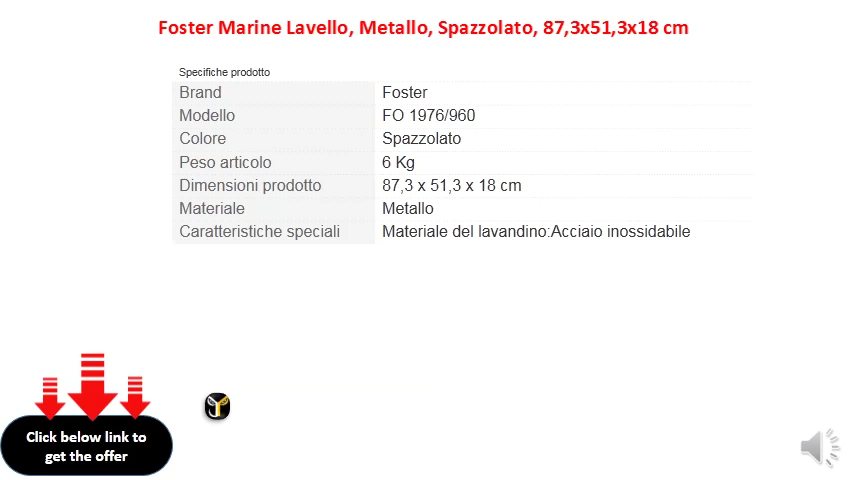 Foster Marine Lavello, Metallo, Spazzolato, 87,3x51,3x18 cm
Specifiche prodotto
Brand Foster
Modello FO 1976/960
Colore Spazzolato
Peso articolo 6 Kg
Dimensioni prodotto 87,3 x 51,3 x 18 cm
Materiale Metallo
Caratteristiche speciali Materiale del lavandino:Acciaio inossidabile
Click below link to
get the offer